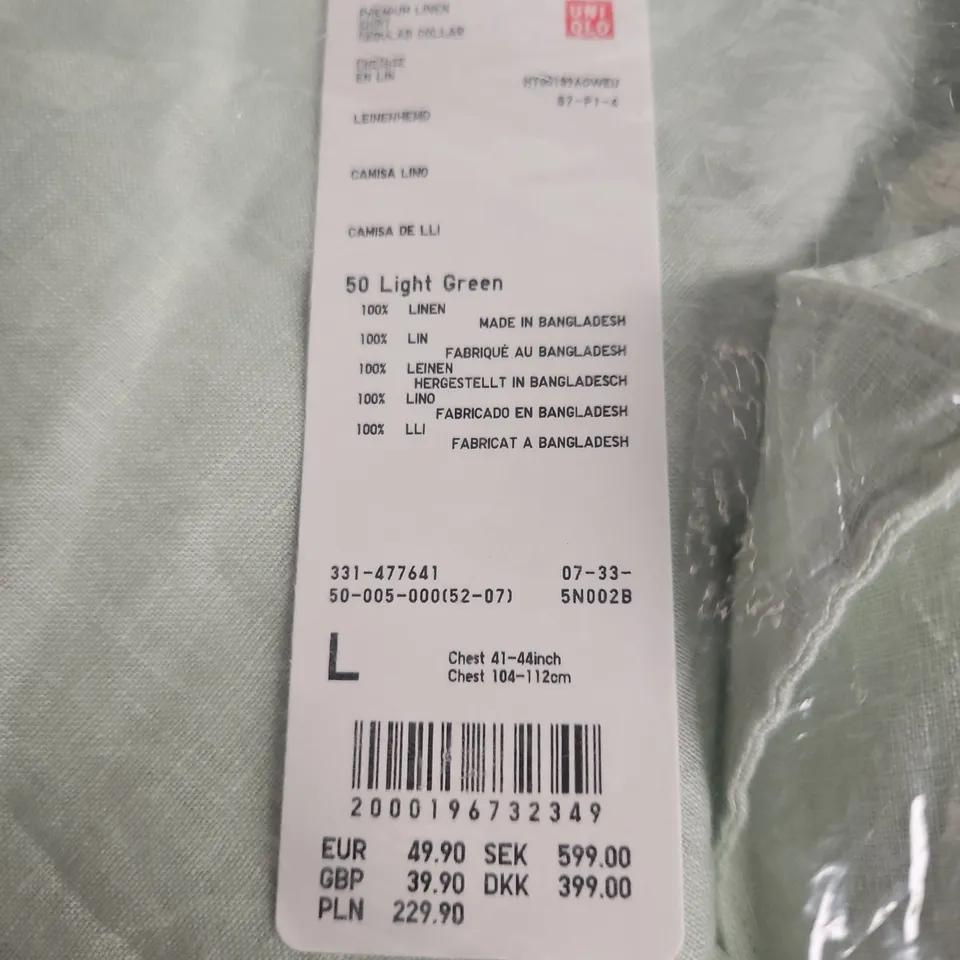 PREMIUM LINEN
SHIRT
REGULAR COLLAR
UNI
QLO
CHEMISE
EN LIN
87-P1-4
LEINENHEMD
CAMISA LINO
CAMISA DE LLI
50 Light Green
100% LINEN
MADE IN BANGLADESH
100% LIN
FABRIQUÉ AU BANGLADESH
100% LEINEN
HERGESTELLT IN BANGLADESCH
100% LINO
FABRICADO EN BANGLADESH
100% LLI
FABRICAT A BANGLADESH
331-477641 07-33-
50-005-000(52-07) 5N002B
L
Chest 41-44inch
Chest 104-112cm
2000196732349
EUR 49.90 SEK 599.00
GBP 39.90 DKK 399.00
PLN 229.90